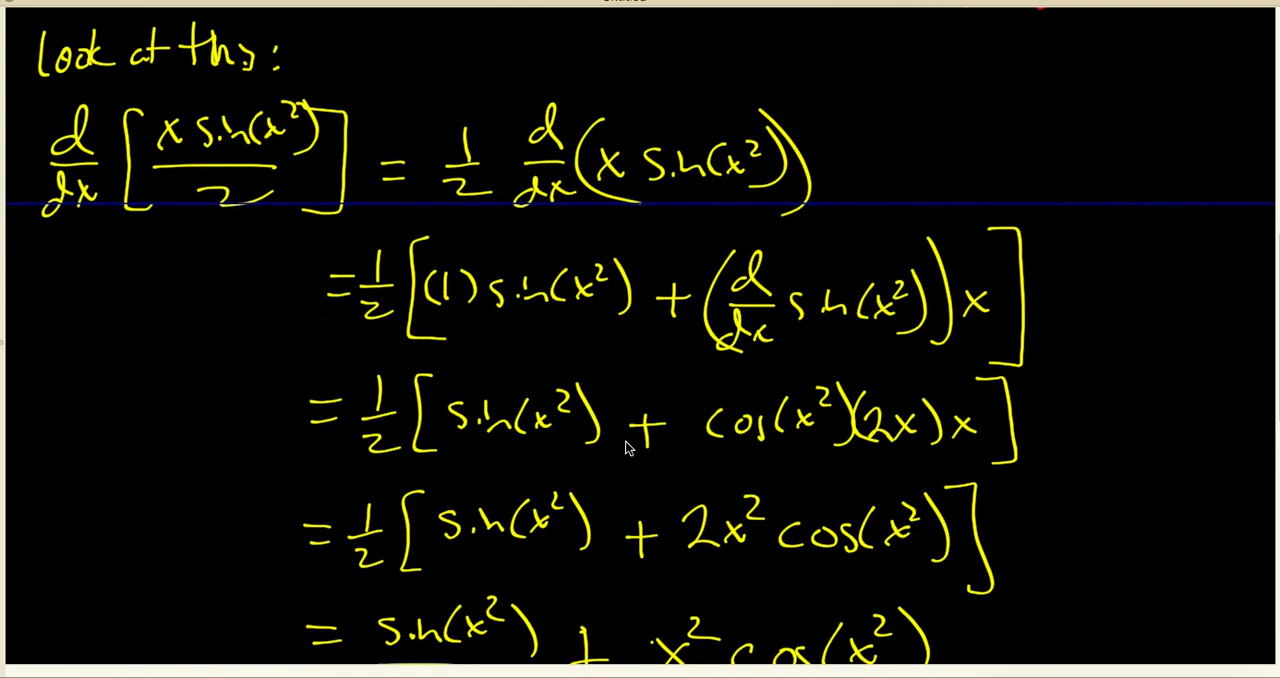 look at this:
d/dx [x sin(x²)/2] = 1/2 d/dx (x sin(x²))
= 1/2 [(1) sin(x²) + (d/dx sin(x²)) x]
= 1/2 [sin(x²) + cos(x²)(2x) x]
= 1/2 [sin(x²) + 2x² cos(x²)]
= sin(x²) + x² cos(x²)